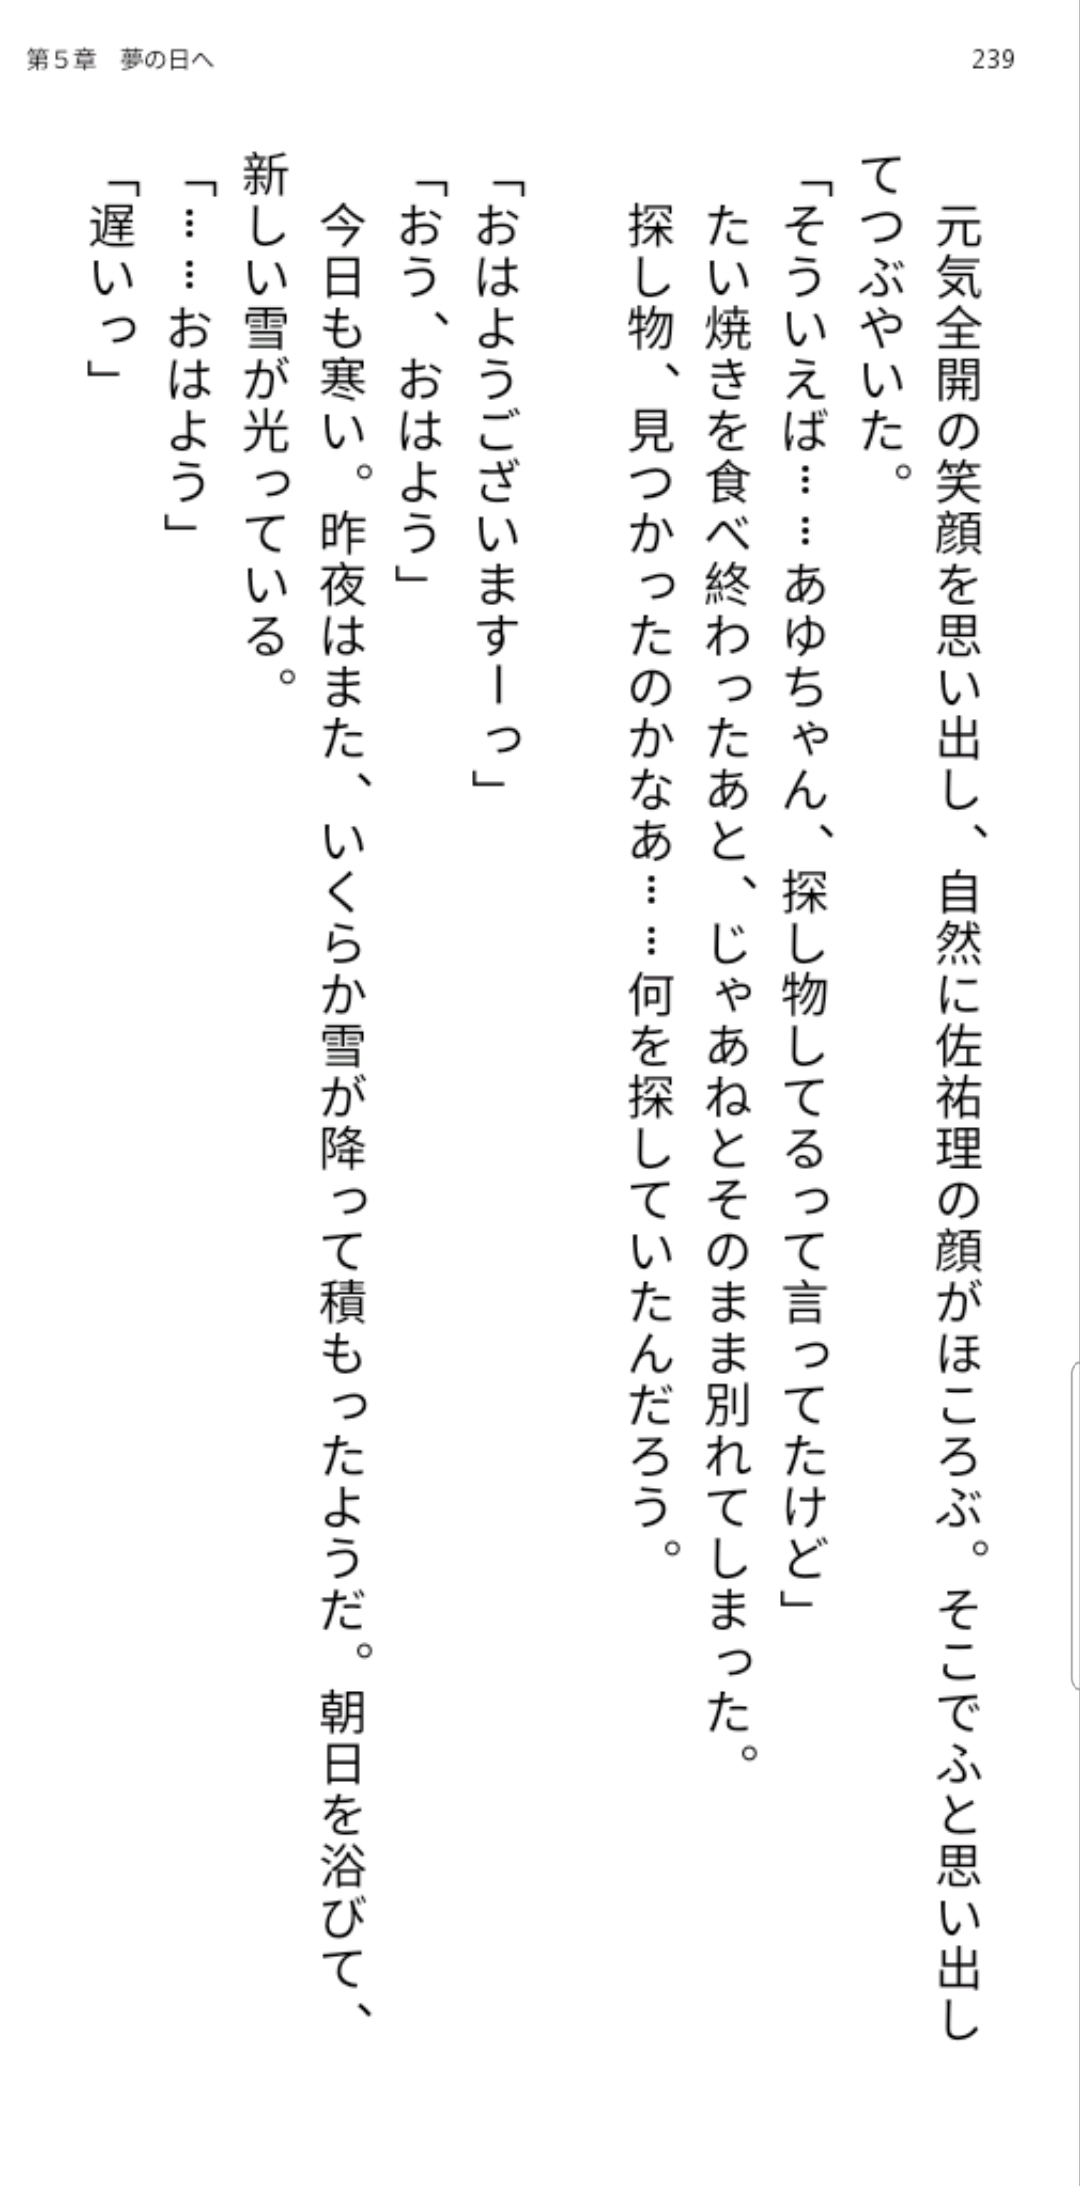 第５章　夢の日へ
239
　元気全開の笑顔を思い出し、自然に佐祐理の顔がほころぶ。そこでふと思い出し
てつぶやいた。
「そういえば……あゆちゃん、探し物してるって言ってたけど」
　たい焼きを食べ終わったあと、じゃあねとそのまま別れてしまった。
　探し物、見つかったのかなあ……何を探していたんだろう。
「おはようございますーっ」
「おう、おはよう」
　今日も寒い。昨夜はまた、いくらか雪が降って積もったようだ。朝日を浴びて、
新しい雪が光っている。
「……おはよう」
「遅いっ」